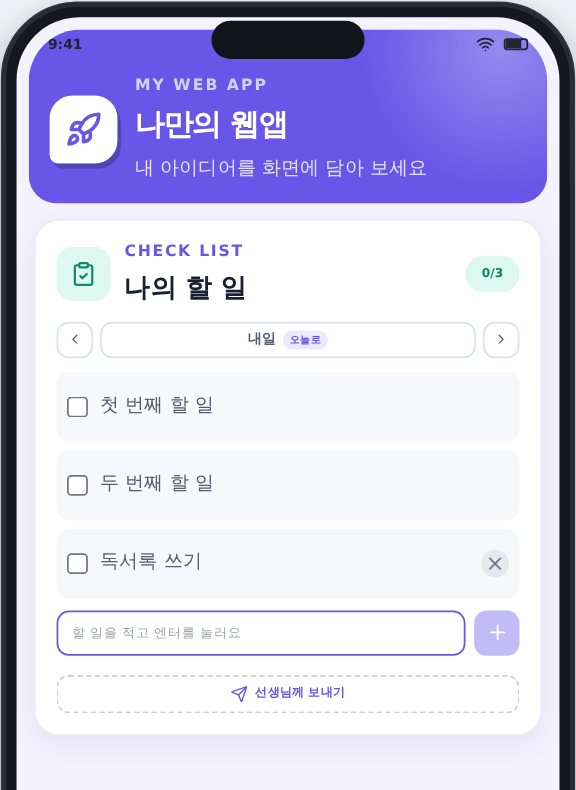 9:41
MY WEB APP
나만의 웹앱
내 아이디어를 화면에 담아 보세요
CHECK LIST
나의 할 일
0/3
내일 오늘로
첫 번째 할 일
두 번째 할 일
독서록 쓰기
할 일을 적고 엔터를 눌러요
선생님께 보내기